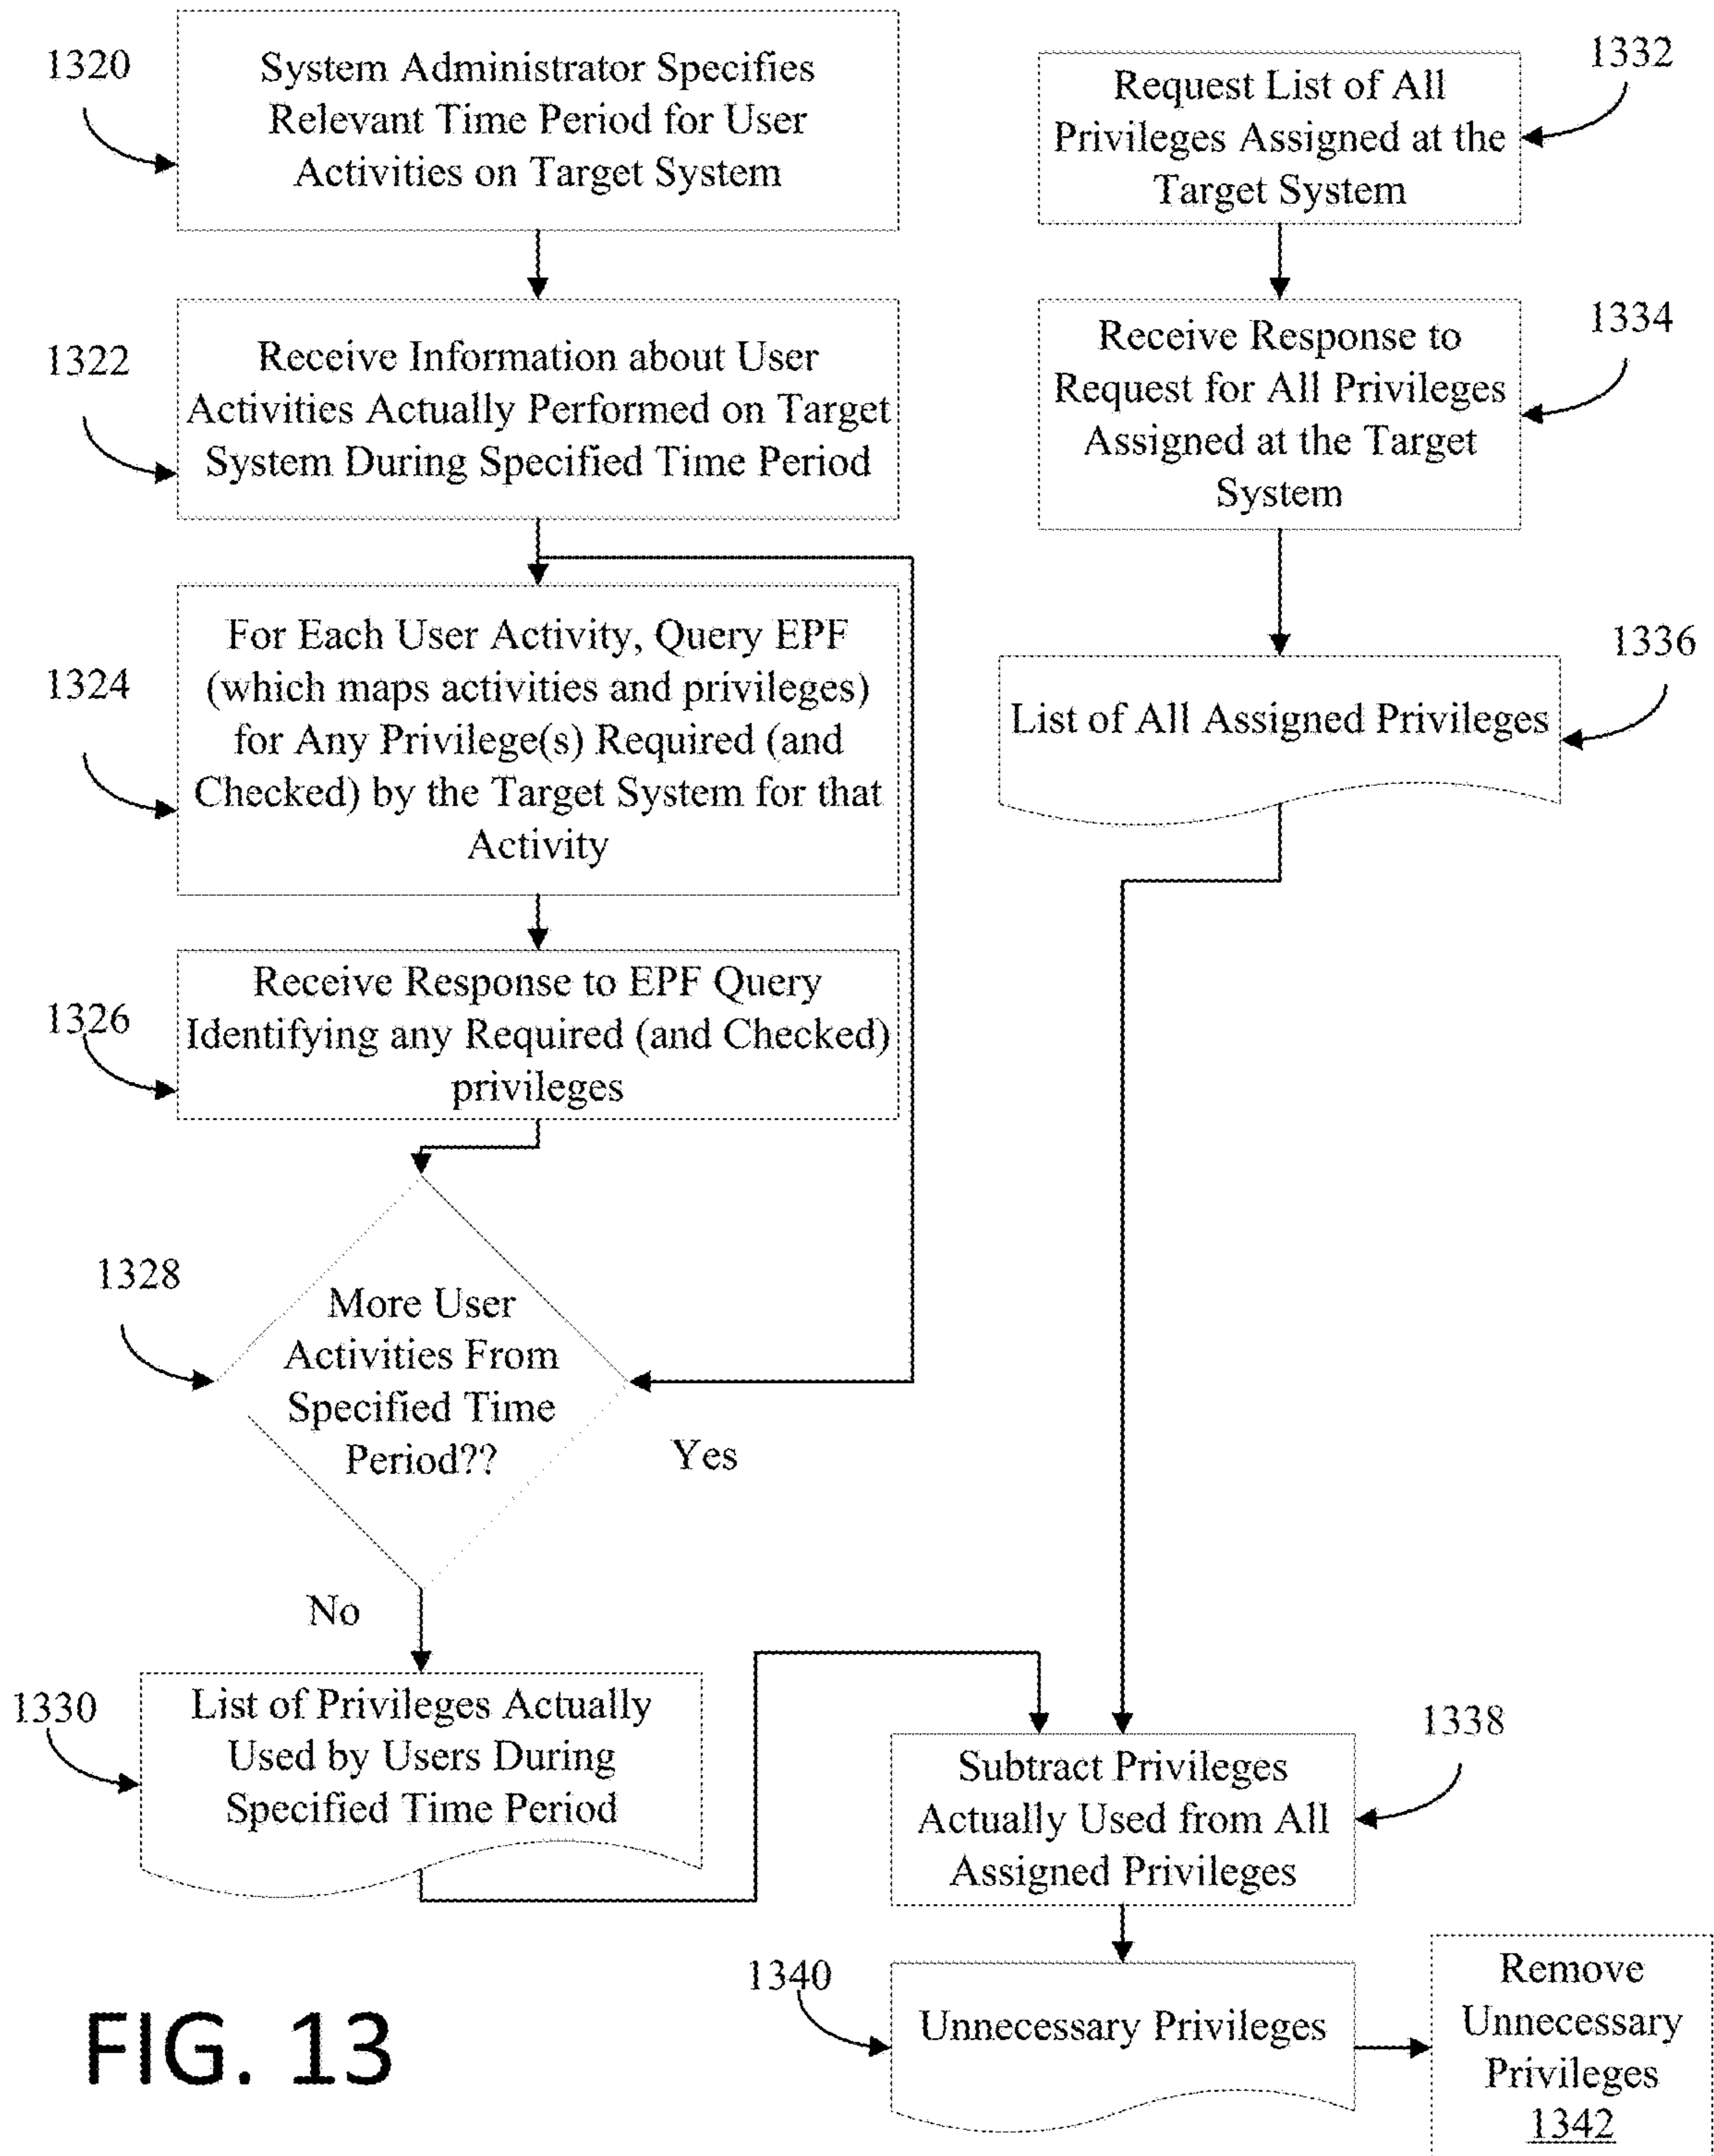 1320
System Administrator Specifies
Relevant Time Period for User
Activities on Target System
1322
Receive Information about User
Activities Actually Performed on Target
System During Specified Time Period
1324
For Each User Activity, Query EPF
(which maps activities and privileges)
for Any Privilege(s) Required (and
Checked) by the Target System for that
Activity
1326
Receive Response to EPF Query
Identifying any Required (and Checked)
privileges
1328
More User
Activities From
Specified Time
Period??
Yes
No
1330
List of Privileges Actually
Used by Users During
Specified Time Period
1332
Request List of All
Privileges Assigned at the
Target System
1334
Receive Response to
Request for All Privileges
Assigned at the Target
System
1336
List of All Assigned Privileges
1338
Subtract Privileges
Actually Used from All
Assigned Privileges
1340
Unnecessary Privileges
Remove
Unnecessary
Privileges
1342
FIG. 13